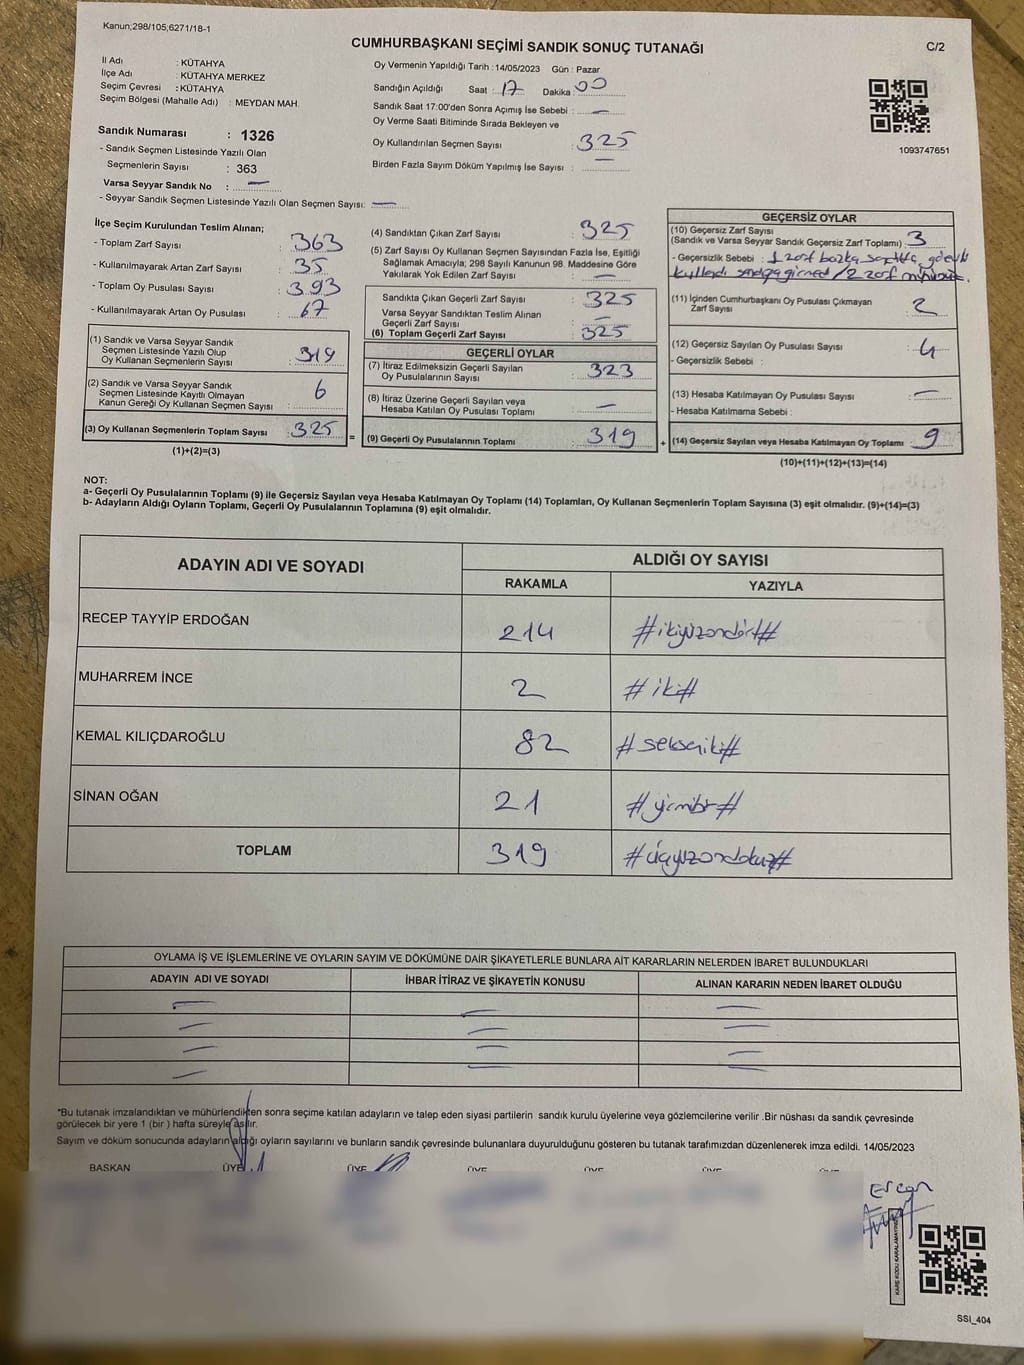 Kanun;298/105;6271/18-1
CUMHURBAŞKANI SEÇİMİ SANDIK SONUÇ TUTANAĞI
C/2
İl Adı : KÜTAHYA
İlçe Adı : KÜTAHYA MERKEZ
Seçim Çevresi : KÜTAHYA
Seçim Bölgesi (Mahalle Adı) : MEYDAN MAH.
Sandık Numarası : 1326
- Sandık Seçmen Listesinde Yazılı Olan
Seçmenlerin Sayısı : 363
Varsa Seyyar Sandık No : —
- Seyyar Sandık Seçmen Listesinde Yazılı Olan Seçmen Sayısı: —
Oy Vermenin Yapıldığı Tarih : 14/05/2023 Gün : Pazar
Sandığın Açıldığı Saat : 17 Dakika : 00
Sandık Saat 17:00'den Sonra Açımış İse Sebebi : —
Oy Verme Saati Bitiminde Sırada Bekleyen ve
Oy Kullandırılan Seçmen Sayısı : 325
Birden Fazla Sayım Döküm Yapılmış İse Sayısı : —
1093747651
İlçe Seçim Kurulundan Teslim Alınan;
- Toplam Zarf Sayısı : 363
- Kullanılmayarak Artan Zarf Sayısı : 35
- Toplam Oy Pusulası Sayısı : 393
- Kullanılmayarak Artan Oy Pusulası : 67
(1) Sandık ve Varsa Seyyar Sandık
Seçmen Listesinde Yazılı Olup
Oy Kullanan Seçmenlerin Sayısı : 319
(2) Sandık ve Varsa Seyyar Sandık
Seçmen Listesinde Kayıtlı Olmayan
Kanun Gereği Oy Kullanan Seçmen Sayısı : 6
(3) Oy Kullanan Seçmenlerin Toplam Sayısı : 325
(1)+(2)=(3)
=
(4) Sandıktan Çıkan Zarf Sayısı : 325
(5) Zarf Sayısı Oy Kullanan Seçmen Sayısından Fazla İse, Eşitliği
Sağlamak Amacıyla; 298 Sayılı Kanunun 98. Maddesine Göre
Yakılarak Yok Edilen Zarf Sayısı : —
Sandıkta Çıkan Geçerli Zarf Sayısı : 325
Varsa Seyyar Sandıktan Teslim Alınan
Geçerli Zarf Sayısı : —
(6) Toplam Geçerli Zarf Sayısı : 325
GEÇERLİ OYLAR
(7) İtiraz Edilmeksizin Geçerli Sayılan
Oy Pusulalarının Sayısı : 323
(8) İtiraz Üzerine Geçerli Sayılan veya
Hesaba Katılan Oy Pusulası Toplamı : —
(9) Geçerli Oy Pusulalarının Toplamı : 319
+
GEÇERSİZ OYLAR
(10) Geçersiz Zarf Sayısı
(Sandık ve Varsa Seyyar Sandık Geçersiz Zarf Toplamı) : 3
- Geçersizlik Sebebi : 1 zarf başka sandıkta görevli
kullandı sandığa girmedi / 2 zarf mühürsüz.
(11) İçinden Cumhurbaşkanı Oy Pusulası Çıkmayan
Zarf Sayısı : 2
(12) Geçersiz Sayılan Oy Pusulası Sayısı : 4
- Geçersizlik Sebebi :
(13) Hesaba Katılmayan Oy Pusulası Sayısı : —
- Hesaba Katılmama Sebebi :
(14) Geçersiz Sayılan veya Hesaba Katılmayan Oy Toplamı : 9
(10)+(11)+(12)+(13)=(14)
NOT:
a- Geçerli Oy Pusulalarının Toplamı (9) ile Geçersiz Sayılan veya Hesaba Katılmayan Oy Toplamı (14) Toplamları, Oy Kullanan Seçmenlerin Toplam Sayısına (3) eşit olmalıdır. (9)+(14)=(3)
b- Adayların Aldığı Oyların Toplamı, Geçerli Oy Pusulalarının Toplamına (9) eşit olmalıdır.
ADAYIN ADI VE SOYADI
ALDIĞI OY SAYISI
RAKAMLA YAZIYLA
RECEP TAYYİP ERDOĞAN 214 #ikiyüzondört#
MUHARREM İNCE 2 #iki#
KEMAL KILIÇDAROĞLU 82 #sekseniki#
SİNAN OĞAN 21 #yirmibir#
TOPLAM 319 #üçyüzondokuz#
OYLAMA İŞ VE İŞLEMLERİNE VE OYLARIN SAYIM VE DÖKÜMÜNE DAİR ŞİKAYETLERLE BUNLARA AİT KARARLARIN NELERDEN İBARET BULUNDUKLARI
ADAYIN ADI VE SOYADI İHBAR İTİRAZ VE ŞİKAYETİN KONUSU ALINAN KARARIN NEDEN İBARET OLDUĞU
— — —
— — —
— — —
— — —
*Bu tutanak imzalandıktan ve mühürlendikten sonra seçime katılan adayların ve talep eden siyasi partilerin sandık kurulu üyelerine veya gözlemcilerine verilir .Bir nüshası da sandık çevresinde
görülecek bir yere 1 (bir ) hafta süreyle asılır.
Sayım ve döküm sonucunda adayların aldığı oyların sayılarını ve bunların sandık çevresinde bulunanlara duyurulduğunu gösteren bu tutanak tarafımızdan düzenlenerek imza edildi. 14/05/2023
BASKAN ÜYE ÜYE ÜYE ÜYE ÜYE ÜYE
Ercan
KARE KODU KARALAMAYINIZ
SSI_404